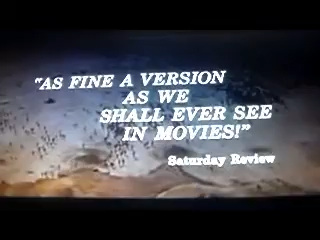 "AS FINE A VERSION
AS WE
SHALL EVER SEE
IN MOVIES!"
Saturday Review